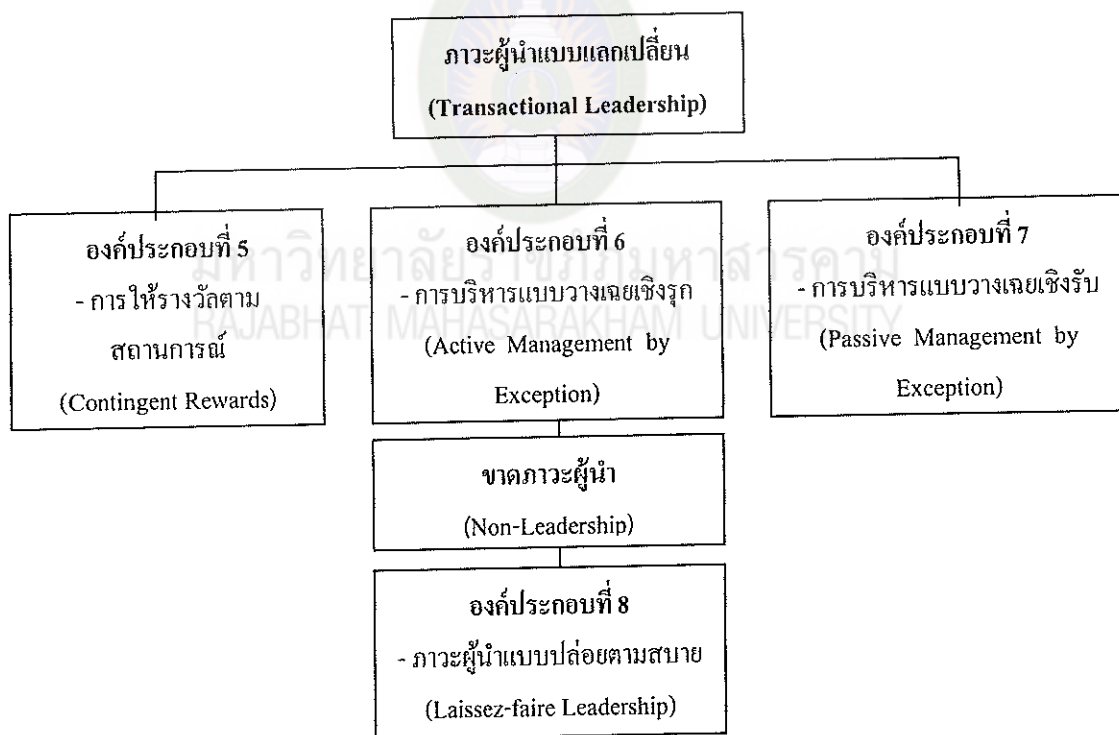 ภาวะผู้นำแบบแลกเปลี่ยน
(Transactional Leadership)
องค์ประกอบที่ 5
- การให้รางวัลตาม
สถานการณ์
(Contingent Rewards)
องค์ประกอบที่ 6
- การบริหารแบบวางเฉยเชิงรุก
(Active Management by
Exception)
องค์ประกอบที่ 7
- การบริหารแบบวางเฉยเชิงรับ
(Passive Management by
Exception)
มหาวิทยาลัยราชภัฏมหาสารคาม
RAJABHAT MAHASARAKHAM UNIVERSITY
ขาดภาวะผู้นำ
(Non-Leadership)
องค์ประกอบที่ 8
- ภาวะผู้นำแบบปล่อยตามสบาย
(Laissez-faire Leadership)